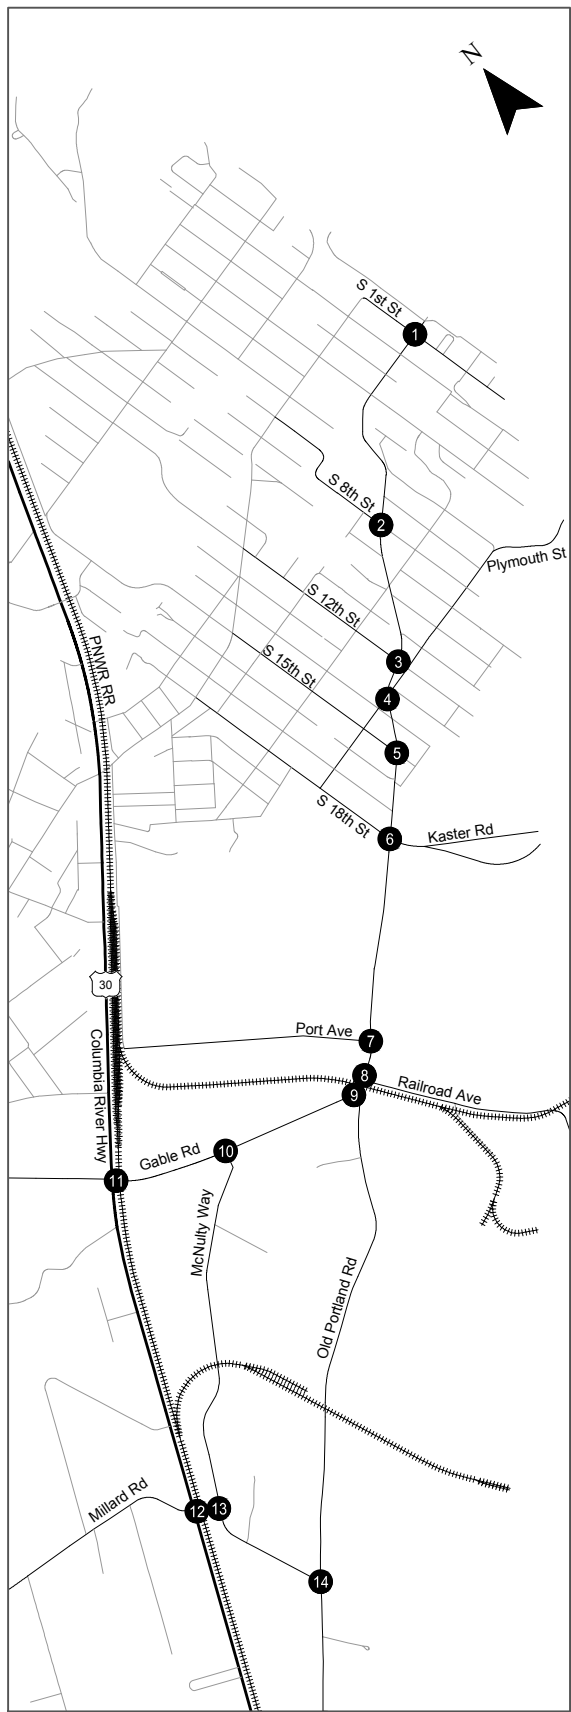 N
S 1st St
1
S 8th St
2
Plymouth St
S 12th St
PNWR RR
S 15th St
3
4
5
S 18th St
6
Kaster Rd
30
Port Ave
7
Columbia River Hwy
8
Railroad Ave
9
Gable Rd
10
11
McNulty Way
Old Portland Rd
Millard Rd
12
13
14